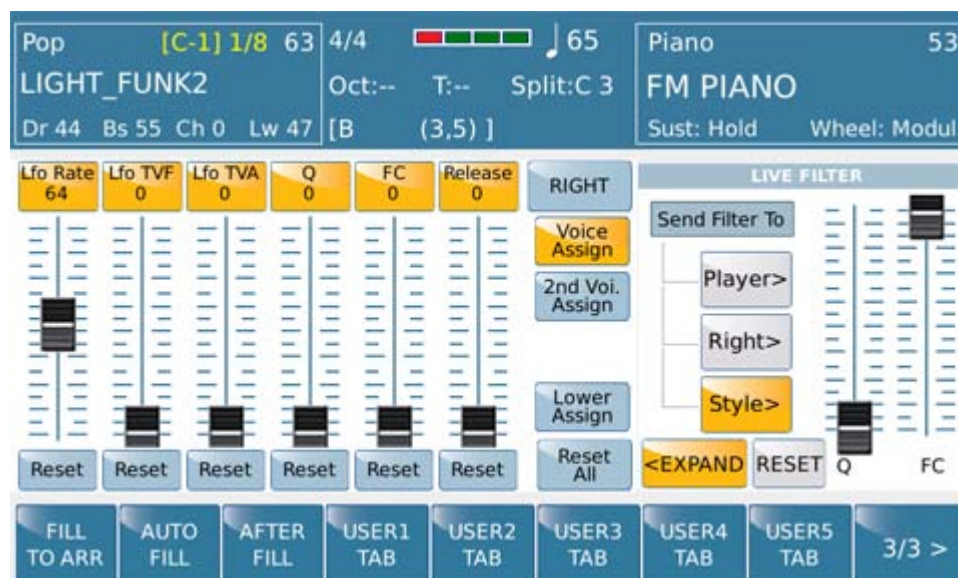 Pop [C-1] 1/8 63
LIGHT_FUNK2
Dr 44 Bs 55 Ch 0 Lw 47
4/4 65
Oct:-- T:-- Split:C 3
[B (3,5) ]
Piano 53
FM PIANO
Sust: Hold Wheel: Modul
Lfo Rate
64
Lfo TVF
0
Lfo TVA
0
Q
0
FC
0
Release
0
Reset
Reset
Reset
Reset
Reset
Reset
RIGHT
Voice
Assign
2nd Voi.
Assign
Lower
Assign
Reset
All
LIVE FILTER
Send Filter To
Player>
Right>
Style>
<EXPAND
RESET
Q
FC
FILL
TO ARR
AUTO
FILL
AFTER
FILL
USER1
TAB
USER2
TAB
USER3
TAB
USER4
TAB
USER5
TAB
3/3 >